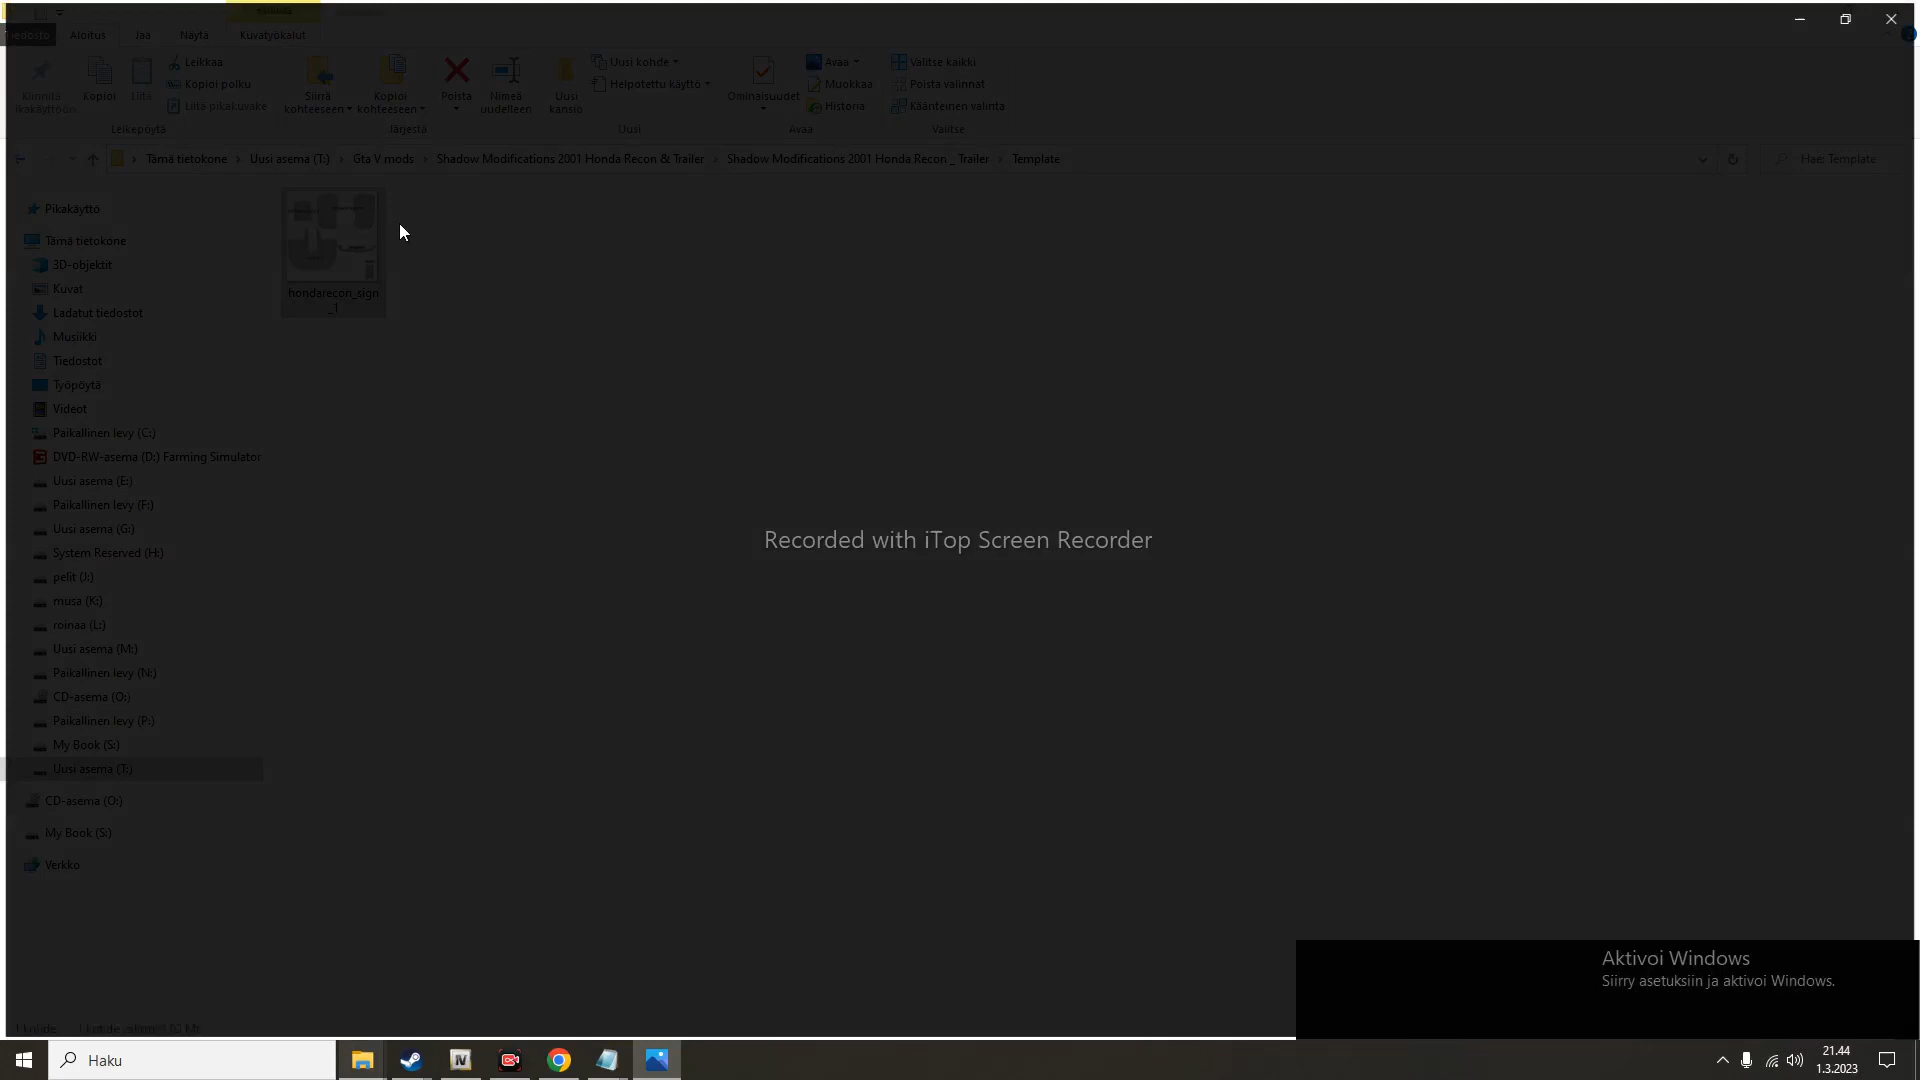 Tiedosto Aloitus Jaa Näytä Kuvatyökalut
Leikkaa Uusi kohde Avaa Valitse kaikki
Kopioi polku Helpotettu käyttö Muokkaa Poista valinnat
Kiinnitä Kopioi Liitä Liitä pikakuvake Siirrä Kopioi Poista Nimeä Uusi Ominaisuudet Historia Käänteinen valinta
pikakäyttöön kohteeseen kohteeseen uudelleen kansio
Leikepöytä Järjestä Uusi Avaa Valitse
Tämä tietokone Uusi asema (T:) Gta V mods Shadow Modifications 2001 Honda Recon & Trailer Shadow Modifications 2001 Honda Recon _ Trailer Template Hae: Template
Pikakäyttö
Tämä tietokone
3D-objektit
Kuvat
Ladatut tiedostot
Musiikki
Tiedostot
Työpöytä
Videot
Paikallinen levy (C:)
DVD-RW-asema (D:) Farming Simulator
Uusi asema (E:)
Paikallinen levy (F:)
Uusi asema (G:)
System Reserved (H:)
pelit (J:)
musa (K:)
roinaa (L:)
Uusi asema (M:)
Paikallinen levy (N:)
CD-asema (O:)
Paikallinen levy (P:)
My Book (S:)
Uusi asema (T:)
CD-asema (O:)
My Book (S:)
Verkko
hondarecon_sign
_1
Recorded with iTop Screen Recorder
Aktivoi Windows
Siirry asetuksiin ja aktivoi Windows.
Haku
21.44
1.3.2023